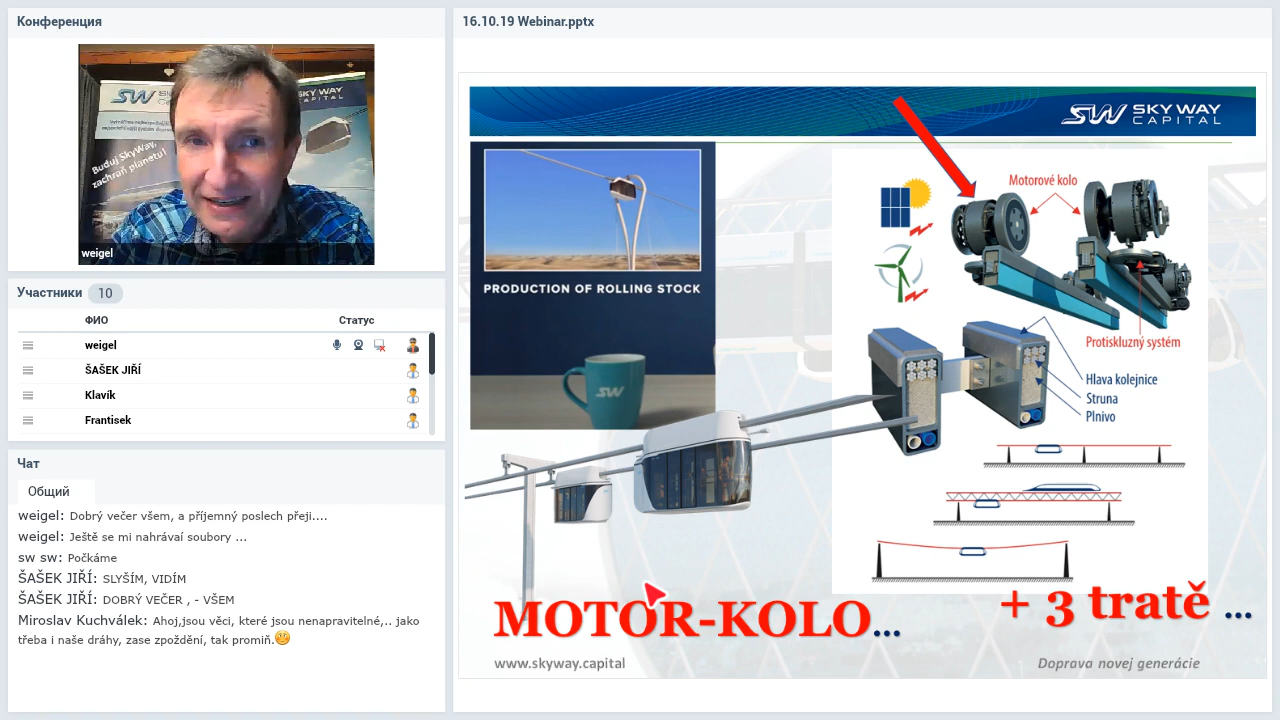 Конференция
SKY WAY
CAPITAL
Buduj SkyWay,
zachraň planetu!
weigel
Участники 10
ФИО Статус
weigel
ŠAŠEK JIŘÍ
Klavík
Frantisek
Чат
Общий
weigel: Dobrý večer všem, a příjemný poslech přeji....
weigel: Ještě se mi nahrávaí soubory ...
sw sw: Počkáme
ŠAŠEK JIŘÍ: SLYŠÍM, VIDÍM
ŠAŠEK JIŘÍ: DOBRÝ VEČER , - VŠEM
Miroslav Kuchválek: Ahoj,jsou věci, které jsou nenapravitelné,.. jako
třeba i naše dráhy, zase zpoždění, tak promiň.
16.10.19 Webinar.pptx
SW SKY WAY
CAPITAL
PRODUCTION OF ROLLING STOCK
SW
Motorové kolo
Protiskluzný systém
Hlava kolejnice
Struna
Plnivo
MOTOR-KOLO...
+ 3 tratě ...
www.skyway.capital
Doprava novej generácie